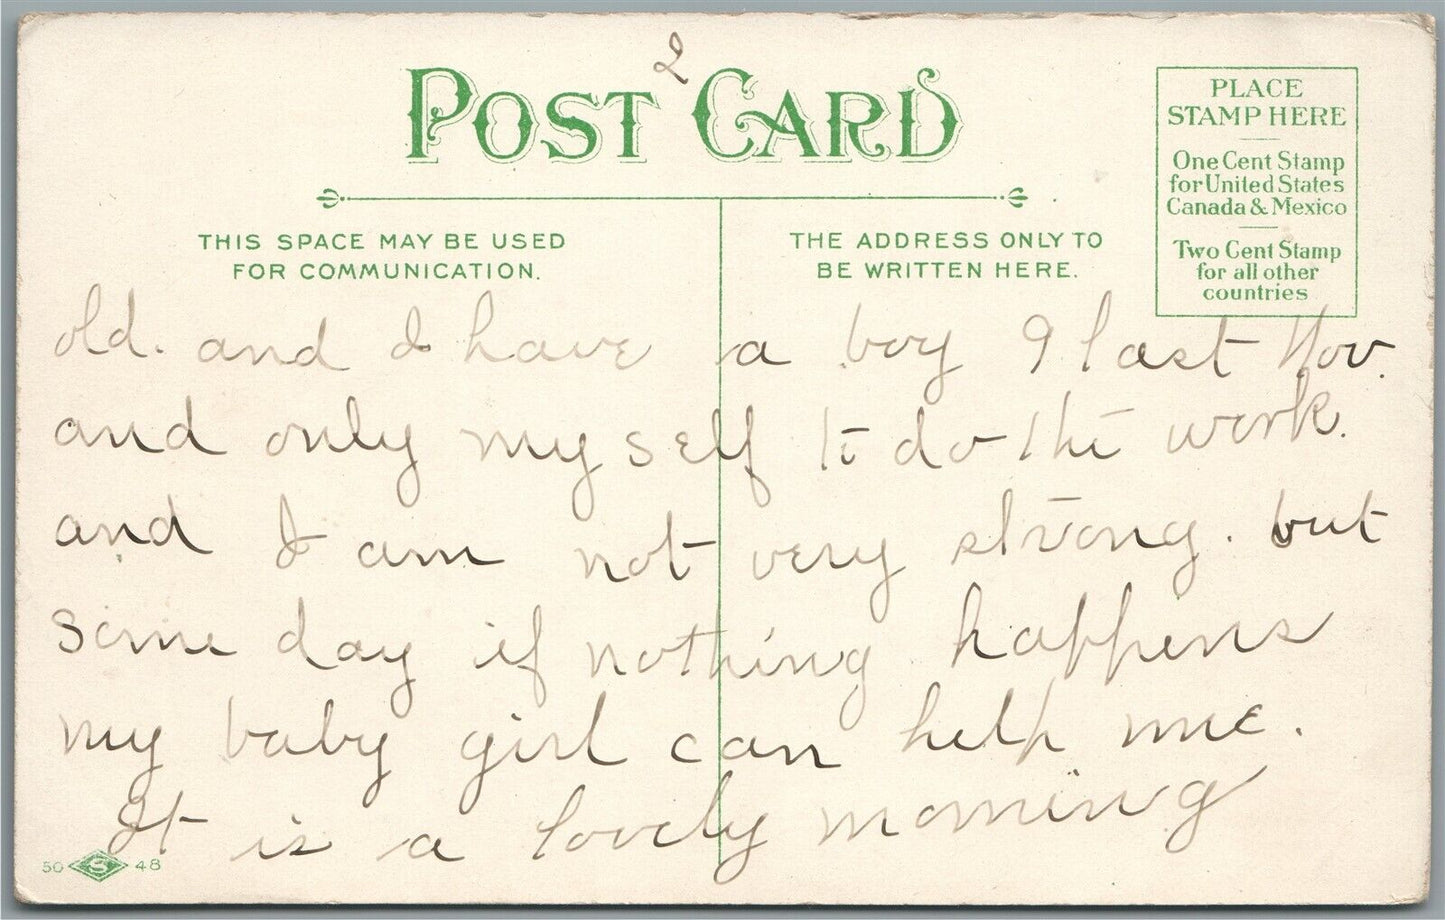 2
POST CARD
PLACE
STAMP HERE
One Cent Stamp
for United States
Canada & Mexico
Two Cent Stamp
for all other
countries
THIS SPACE MAY BE USED
FOR COMMUNICATION.
THE ADDRESS ONLY TO
BE WRITTEN HERE.
old. and I have a boy 9 last Nov.
and only my self to do the work.
and I am not very strong. but
some day if nothing happens
my baby girl can help me.
It is a lovely morning
50 S 48